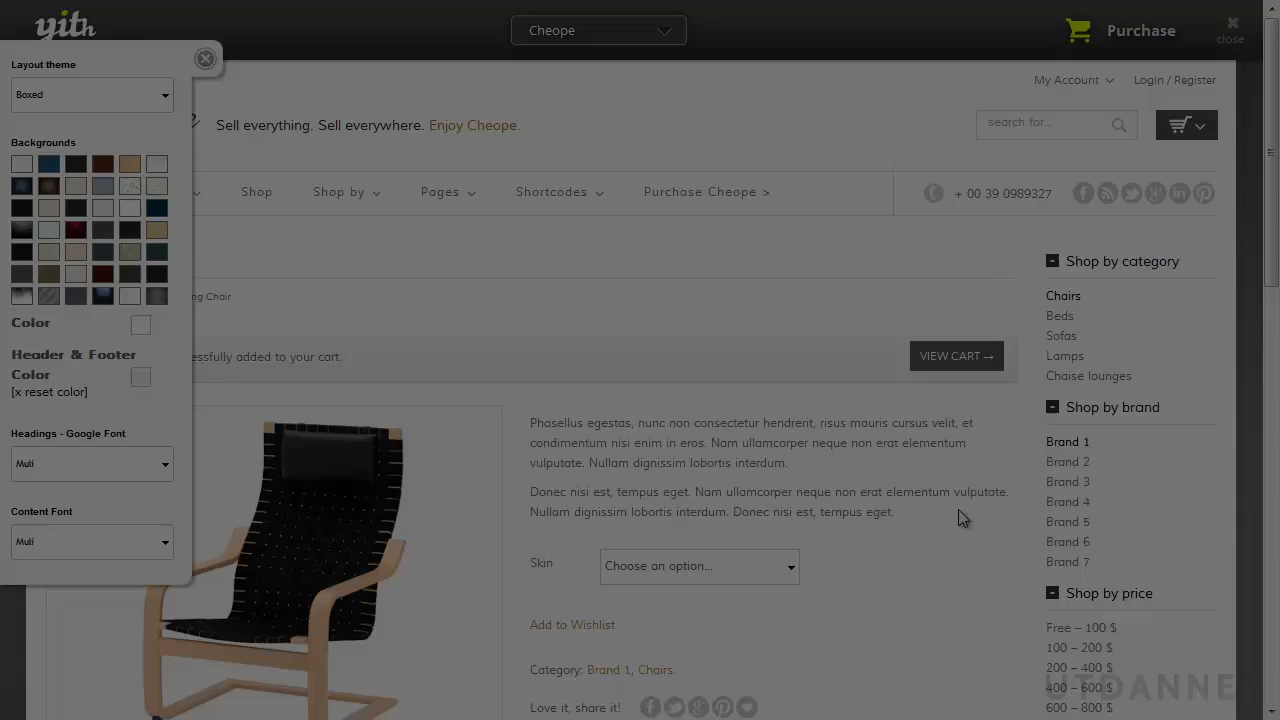 yith
Cheope
Purchase
close
Layout theme
Boxed
Backgrounds
Color
Header & Footer
Color
[x reset color]
Headings - Google Font
Muli
Content Font
Muli
My Account
Login / Register
Sell everything. Sell everywhere. Enjoy Cheope.
search for...
Shop
Shop by
Pages
Shortcodes
Purchase Cheope >
+ 00 39 0989327
ng Chair
essfully added to your cart.
VIEW CART →
Phasellus egestas, nunc non consectetur hendrerit, risus mauris cursus velit, et
condimentum nisi enim in eros. Nam ullamcorper neque non erat elementum
vulputate. Nullam dignissim lobortis interdum.
Donec nisi est, tempus eget. Nam ullamcorper neque non erat elementum vulputate.
Nullam dignissim lobortis interdum. Donec nisi est, tempus eget.
Skin
Choose an option...
Add to Wishlist
Category: Brand 1, Chairs.
Love it, share it!
Shop by category
Chairs
Beds
Sofas
Lamps
Chaise lounges
Shop by brand
Brand 1
Brand 2
Brand 3
Brand 4
Brand 5
Brand 6
Brand 7
Shop by price
Free – 100 $
100 – 200 $
200 – 400 $
400 – 600 $
600 – 800 $
UTDANNE